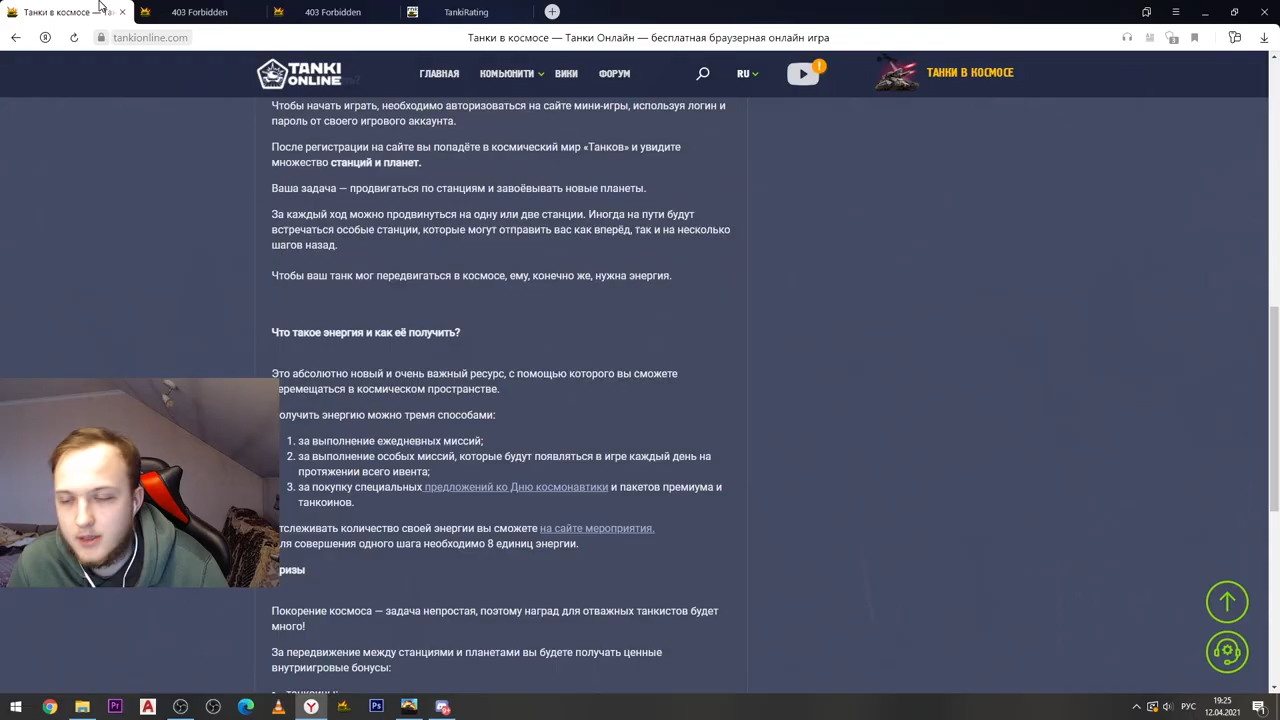 Танки в космосе — Та
403 Forbidden
403 Forbidden
TankiRating
tankionline.com
Танки в космосе — Танки Онлайн — бесплатная браузерная онлайн игра
TANKI ONLINE
ГЛАВНАЯ
КОМЬЮНИТИ
ВИКИ
ФОРУМ
RU
ТАНКИ В КОСМОСЕ
Чтобы начать играть, необходимо авторизоваться на сайте мини-игры, используя логин и
пароль от своего игрового аккаунта.
После регистрации на сайте вы попадёте в космический мир «Танков» и увидите
множество станций и планет.
Ваша задача — продвигаться по станциям и завоёвывать новые планеты.
За каждый ход можно продвинуться на одну или две станции. Иногда на пути будут
встречаться особые станции, которые могут отправить вас как вперёд, так и на несколько
шагов назад.
Чтобы ваш танк мог передвигаться в космосе, ему, конечно же, нужна энергия.
Что такое энергия и как её получить?
Это абсолютно новый и очень важный ресурс, с помощью которого вы сможете
еремещаться в космическом пространстве.
олучить энергию можно тремя способами:
1. за выполнение ежедневных миссий;
2. за выполнение особых миссий, которые будут появляться в игре каждый день на
протяжении всего ивента;
3. за покупку специальных предложений ко Дню космонавтики и пакетов премиума и
танкоинов.
тслеживать количество своей энергии вы сможете на сайте мероприятия.
ля совершения одного шага необходимо 8 единиц энергии.
ризы
Покорение космоса — задача непростая, поэтому наград для отважных танкистов будет
много!
За передвижение между станциями и планетами вы будете получать ценные
внутриигровые бонусы:
РУС
19:25
12.04.2021